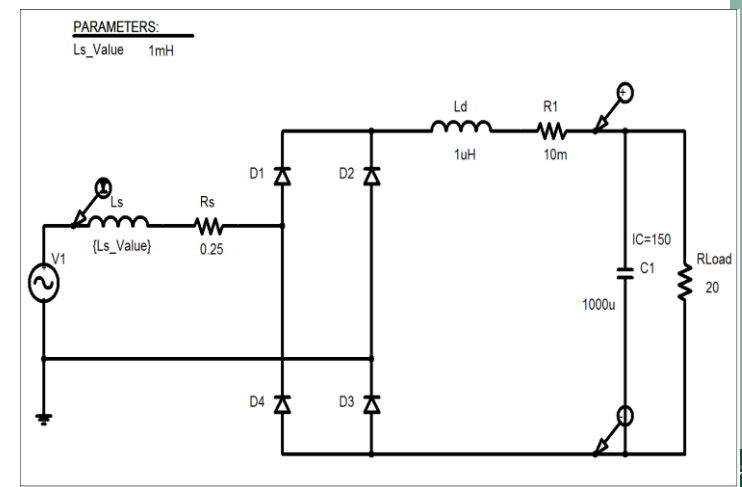 PARAMETERS:
Ls_Value 1mH
Ld
R1
+
1uH
10m
D1
D2
I
Ls
Rs
{Ls_Value}
0.25
V1
IC=150
C1
RLoad
20
1000u
D4
D3
-